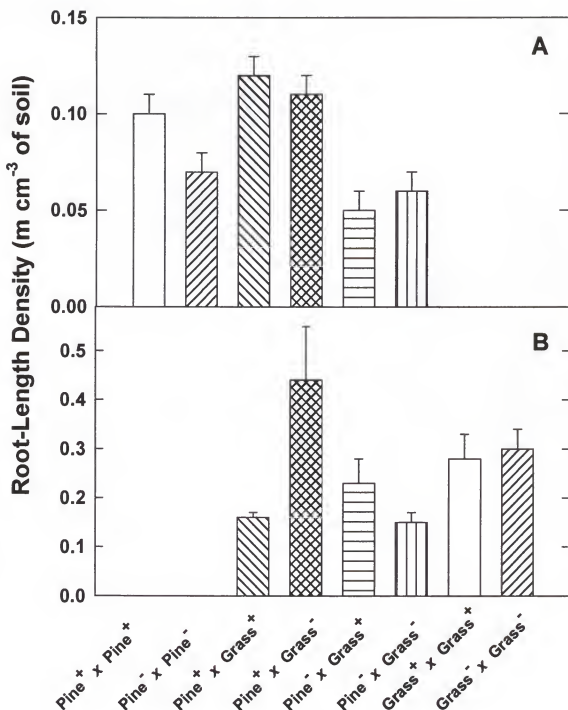 Root-Length Density (m cm⁻³ of soil)
0.15
0.10
0.05
0.00
A
0.5
0.4
0.3
0.2
0.1
0.0
B
Pine⁺ x Pine⁺
Pine⁻ x Pine⁻
Pine⁺ x Grass⁺
Pine⁺ x Grass⁻
Pine⁻ x Grass⁺
Pine⁻ x Grass⁻
Grass⁺ x Grass⁺
Grass⁻ x Grass⁻